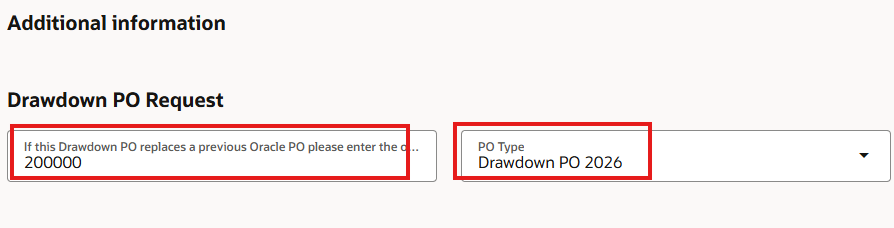 Additional information
Drawdown PO Request
If this Drawdown PO replaces a previous Oracle PO please enter the o...
200000
PO Type
Drawdown PO 2026